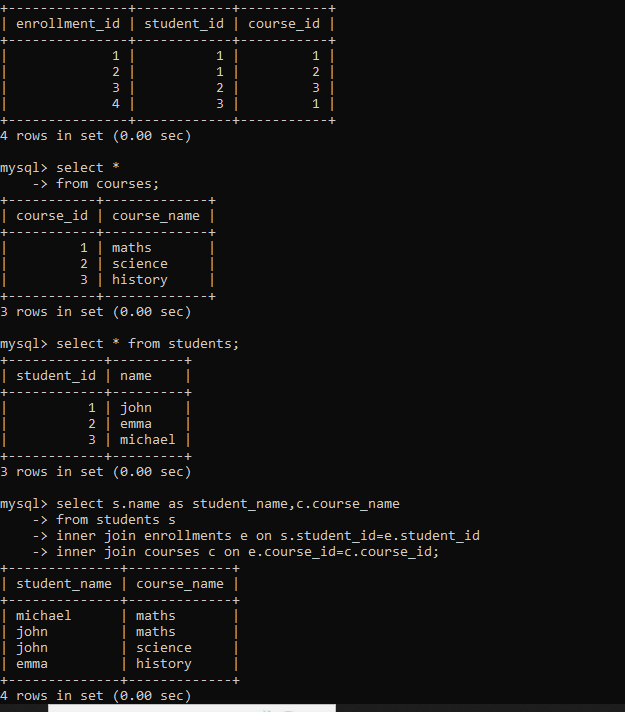 +---------------+------------+-----------+
| enrollment_id | student_id | course_id |
+---------------+------------+-----------+
|             1 |          1 |         1 |
|             2 |          1 |         2 |
|             3 |          2 |         3 |
|             4 |          3 |         1 |
+---------------+------------+-----------+
4 rows in set (0.00 sec)

mysql> select *
    -> from courses;
+-----------+-------------+
| course_id | course_name |
+-----------+-------------+
|         1 | maths       |
|         2 | science     |
|         3 | history     |
+-----------+-------------+
3 rows in set (0.00 sec)

mysql> select * from students;
+------------+---------+
| student_id | name    |
+------------+---------+
|          1 | john    |
|          2 | emma    |
|          3 | michael |
+------------+---------+
3 rows in set (0.00 sec)

mysql> select s.name as student_name,c.course_name
    -> from students s
    -> inner join enrollments e on s.student_id=e.student_id
    -> inner join courses c on e.course_id=c.course_id;
+--------------+-------------+
| student_name | course_name |
+--------------+-------------+
| michael      | maths       |
| john         | maths       |
| john         | science     |
| emma         | history     |
+--------------+-------------+
4 rows in set (0.00 sec)